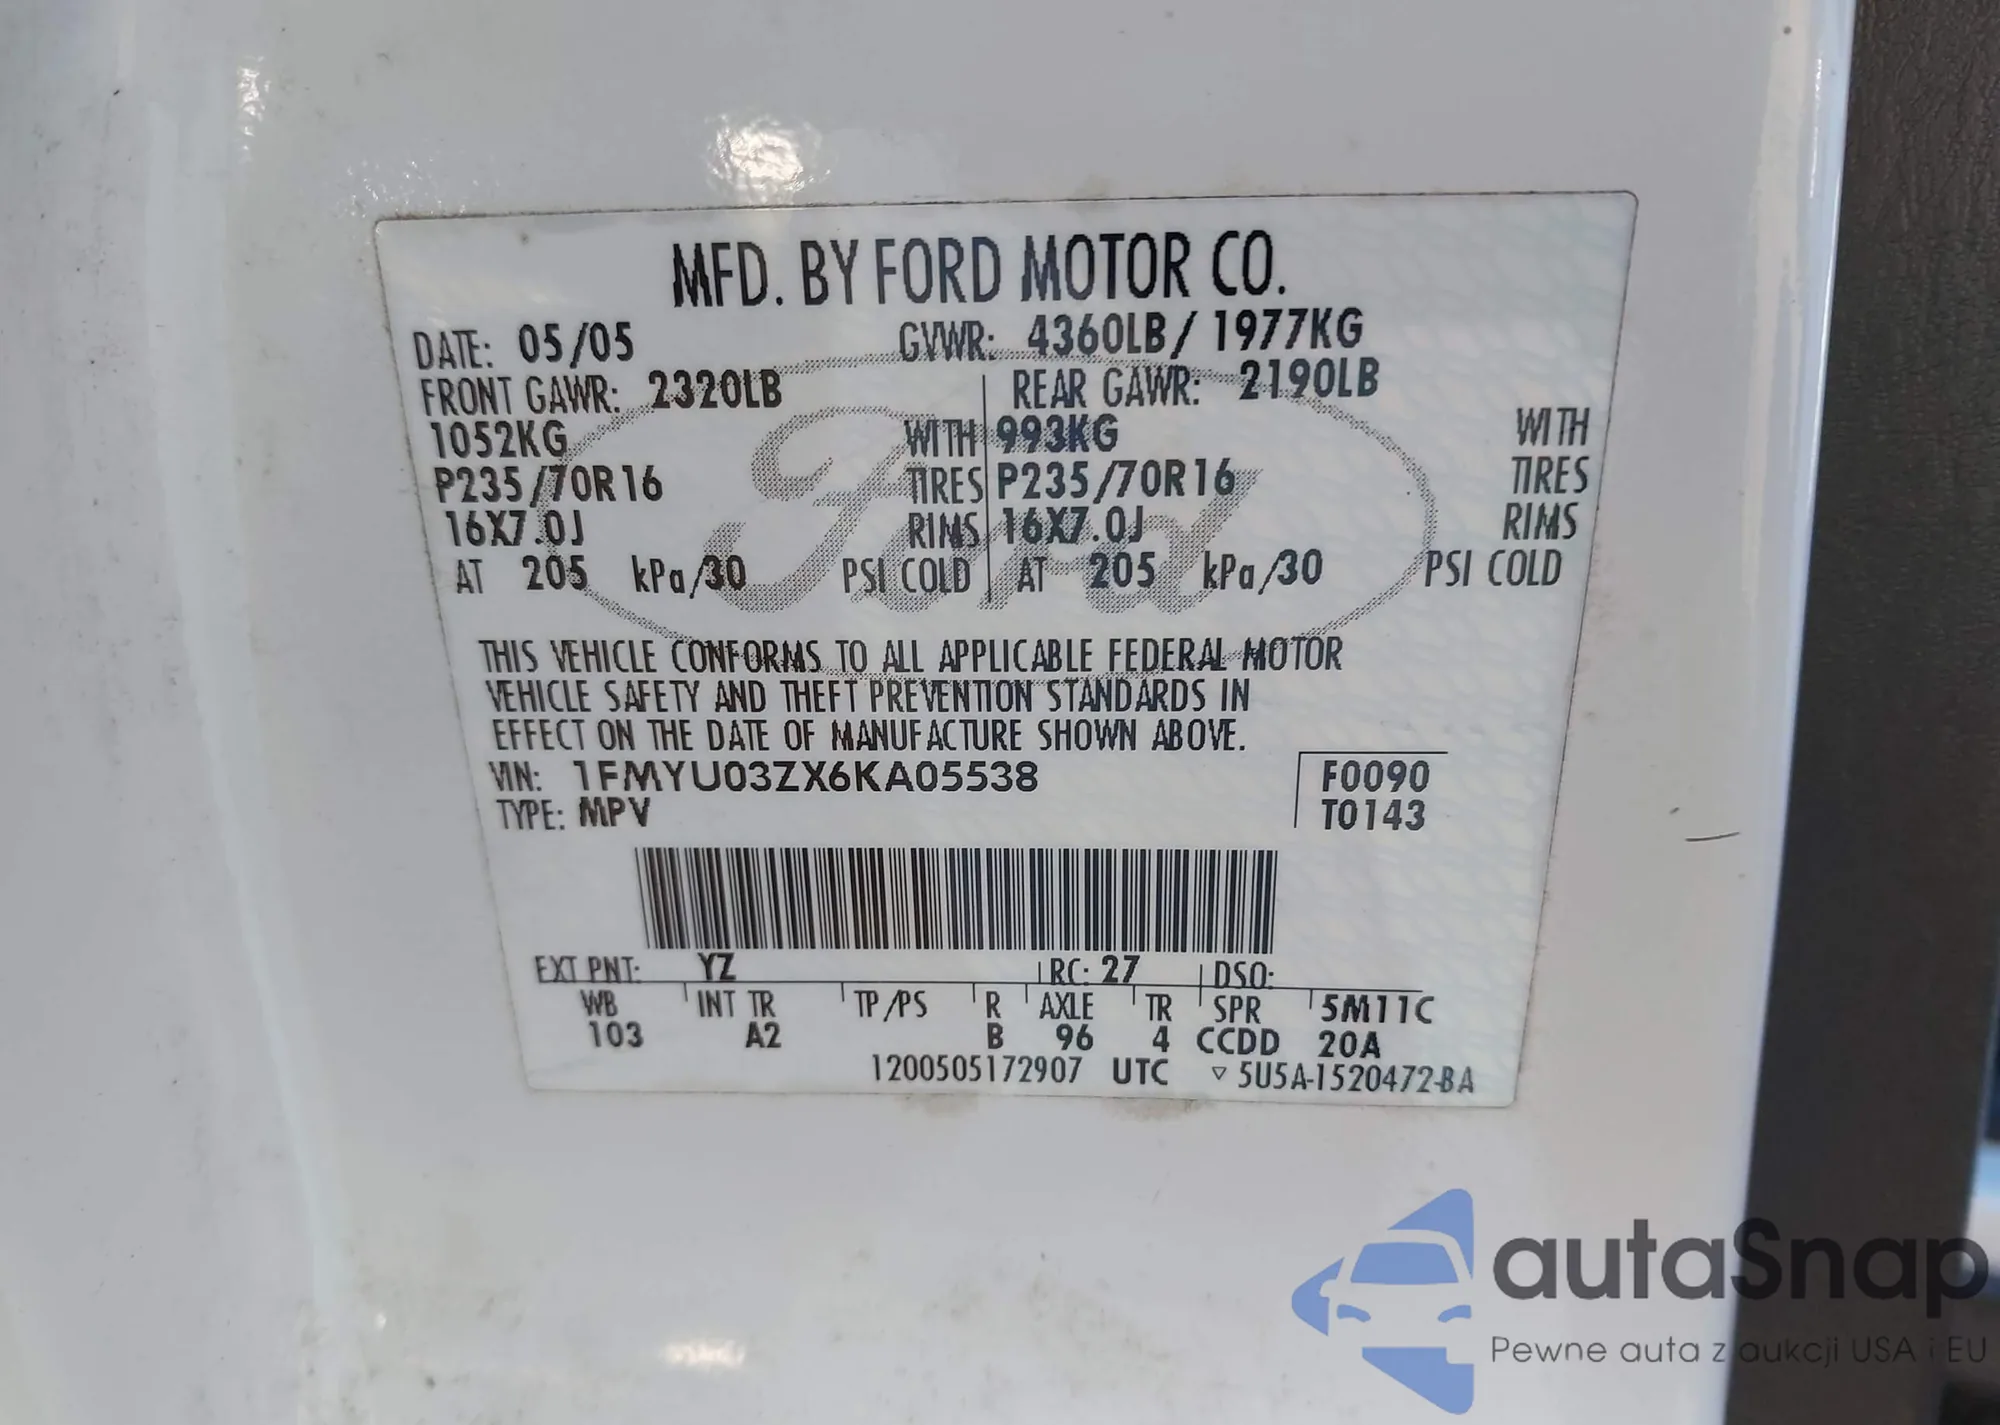 MFD. BY FORD MOTOR CO.
DATE: 05/05 GVWR: 4360LB/ 1977KG
FRONT GAWR: 2320LB REAR GAWR: 2190LB
1052KG WITH 993KG WITH
P235/70R16 TIRES P235/70R16 TIRES
16X7.0J RIMS 16X7.0J RIMS
AT 205 kPa/30 PSI COLD AT 205 kPa/30 PSI COLD
Ford
THIS VEHICLE CONFORMS TO ALL APPLICABLE FEDERAL MOTOR
VEHICLE SAFETY AND THEFT PREVENTION STANDARDS IN
EFFECT ON THE DATE OF MANUFACTURE SHOWN ABOVE.
VIN: 1FMYU03ZX6KA05538 F0090
TYPE: MPV T0143
EXT PNT: YZ RC: 27 DSO:
WB INT TR TP/PS R AXLE TR SPR 5M11C
103 A2 B 96 4 CCDD 20A
1200505172907 UTC ▽ 5U5A-1520472-BA
autaSnap
Pewne auta z aukcji USA i EU